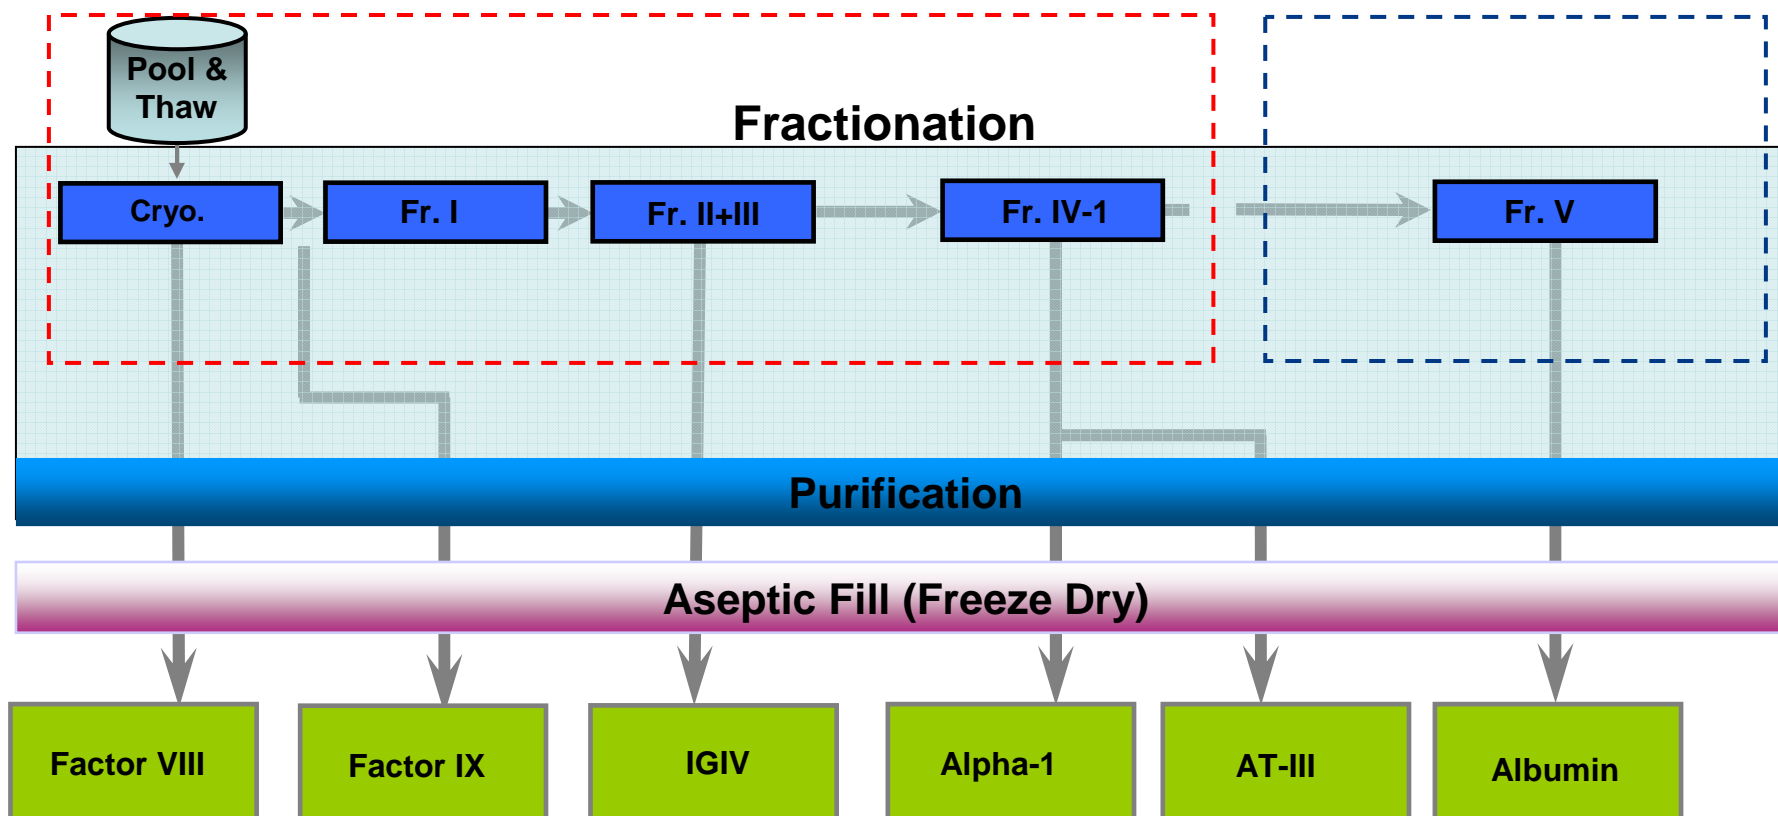 Pool &
Thaw
Fractionation
Cryo.
Fr. I
Fr. II+III
Fr. IV-1
Fr. V
Purification
Aseptic Fill (Freeze Dry)
Factor VIII
Factor IX
IGIV
Alpha-1
AT-III
Albumin